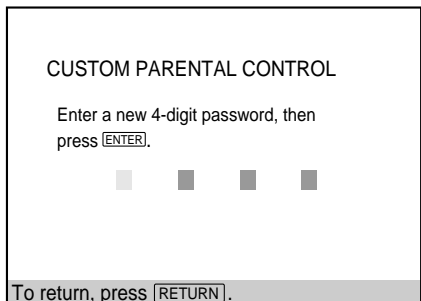 CUSTOM PARENTAL CONTROL
Enter a new 4-digit password, then
press ENTER.
To return, press RETURN.